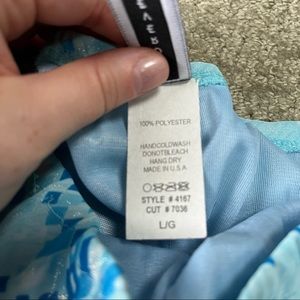 100% POLYESTER
HANDCOLDWASH
DONOTBLEACH
HANG DRY
MADE IN U.S.A
STYLE # 4167
CUT # 7036
L/G